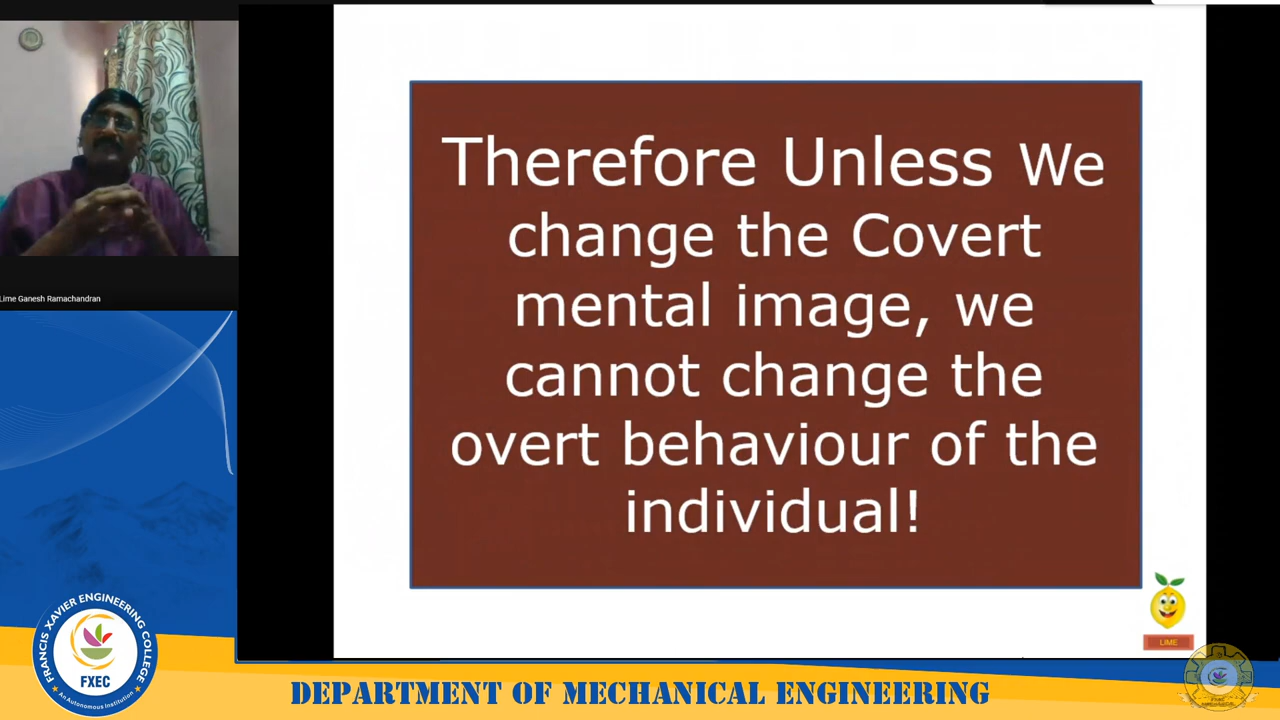 Therefore Unless We
change the Covert
mental image, we
cannot change the
overt behaviour of the
individual!
Lime Ganesh Ramachandran
LIME
FRANCIS XAVIER ENGINEERING COLLEGE
FXEC
An Autonomous Institution
DEPARTMENT OF MECHANICAL ENGINEERING